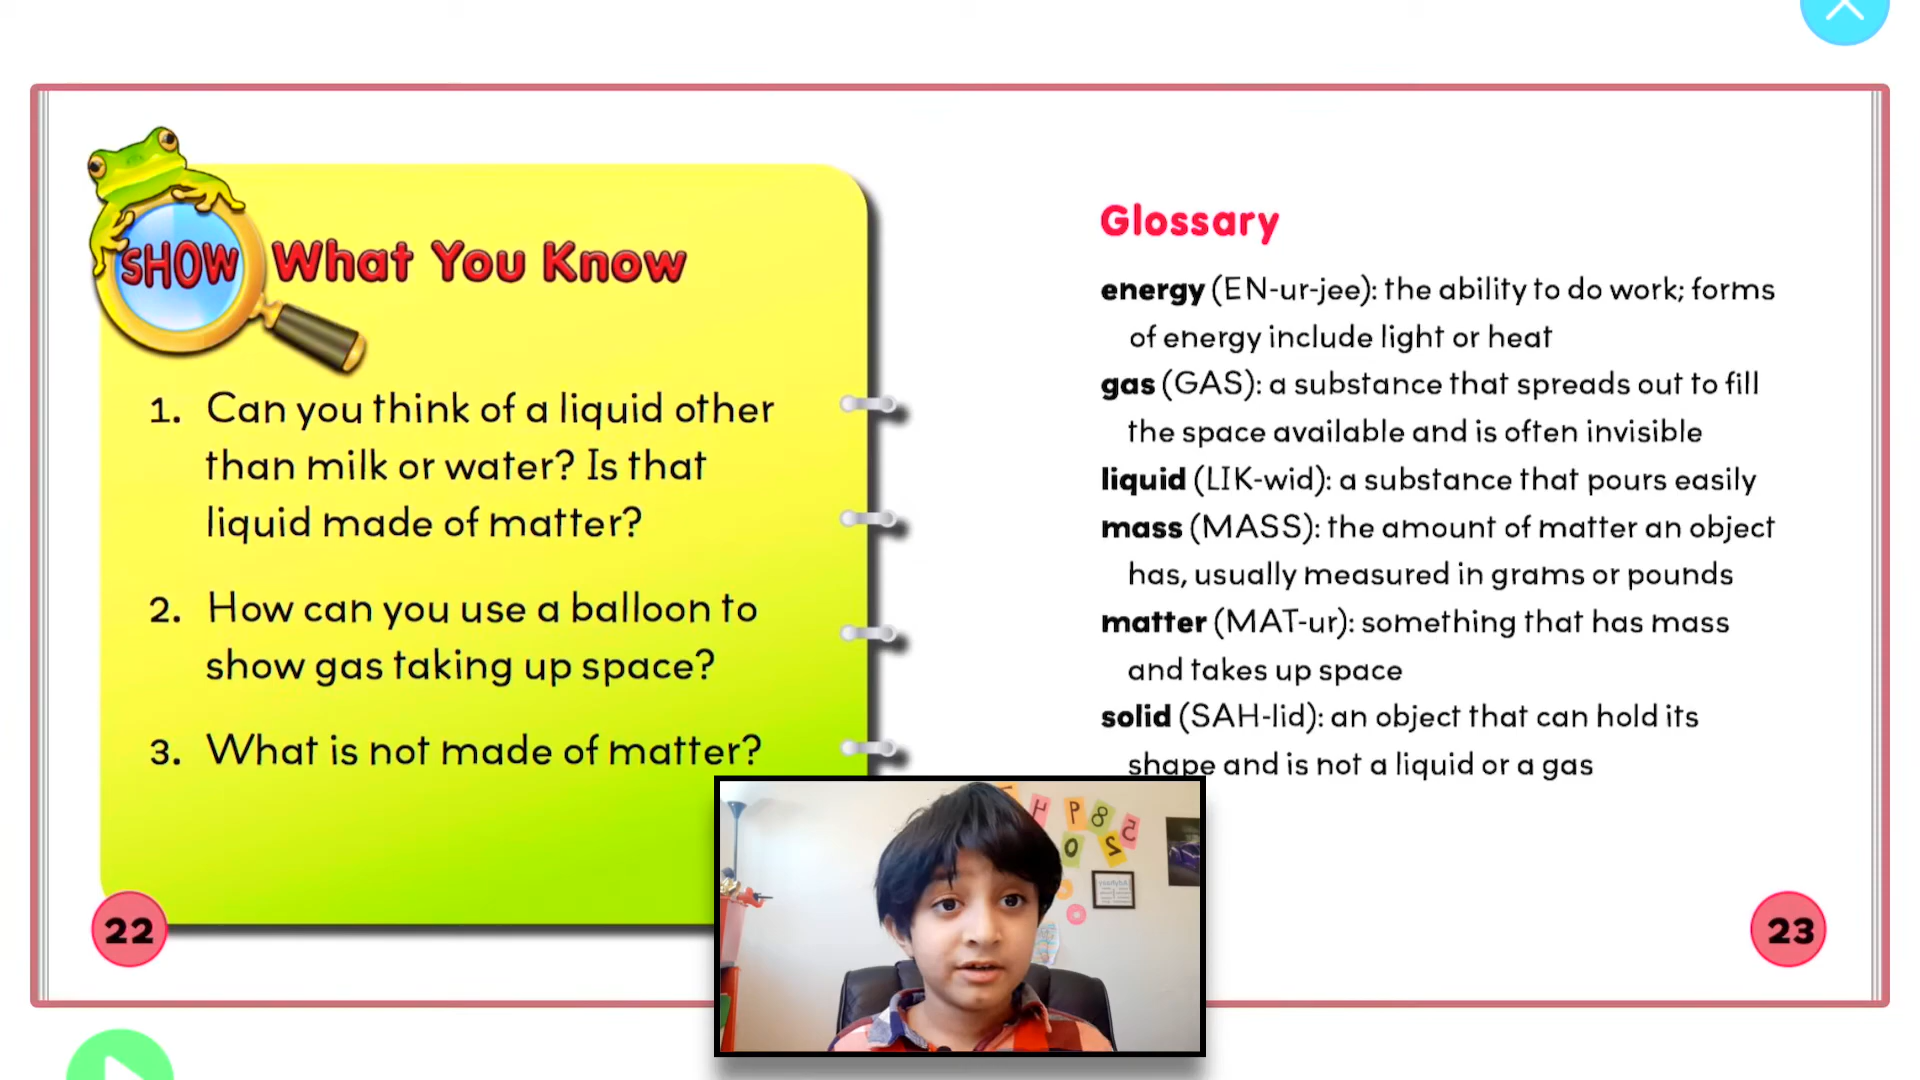 SHOW What You Know
1. Can you think of a liquid other
than milk or water? Is that
liquid made of matter?
2. How can you use a balloon to
show gas taking up space?
3. What is not made of matter?
22
Glossary
energy (EN-ur-jee): the ability to do work; forms
of energy include light or heat
gas (GAS): a substance that spreads out to fill
the space available and is often invisible
liquid (LIK-wid): a substance that pours easily
mass (MASS): the amount of matter an object
has, usually measured in grams or pounds
matter (MAT-ur): something that has mass
and takes up space
solid (SAH-lid): an object that can hold its
shape and is not a liquid or a gas
23
4 9 8 5
0 2